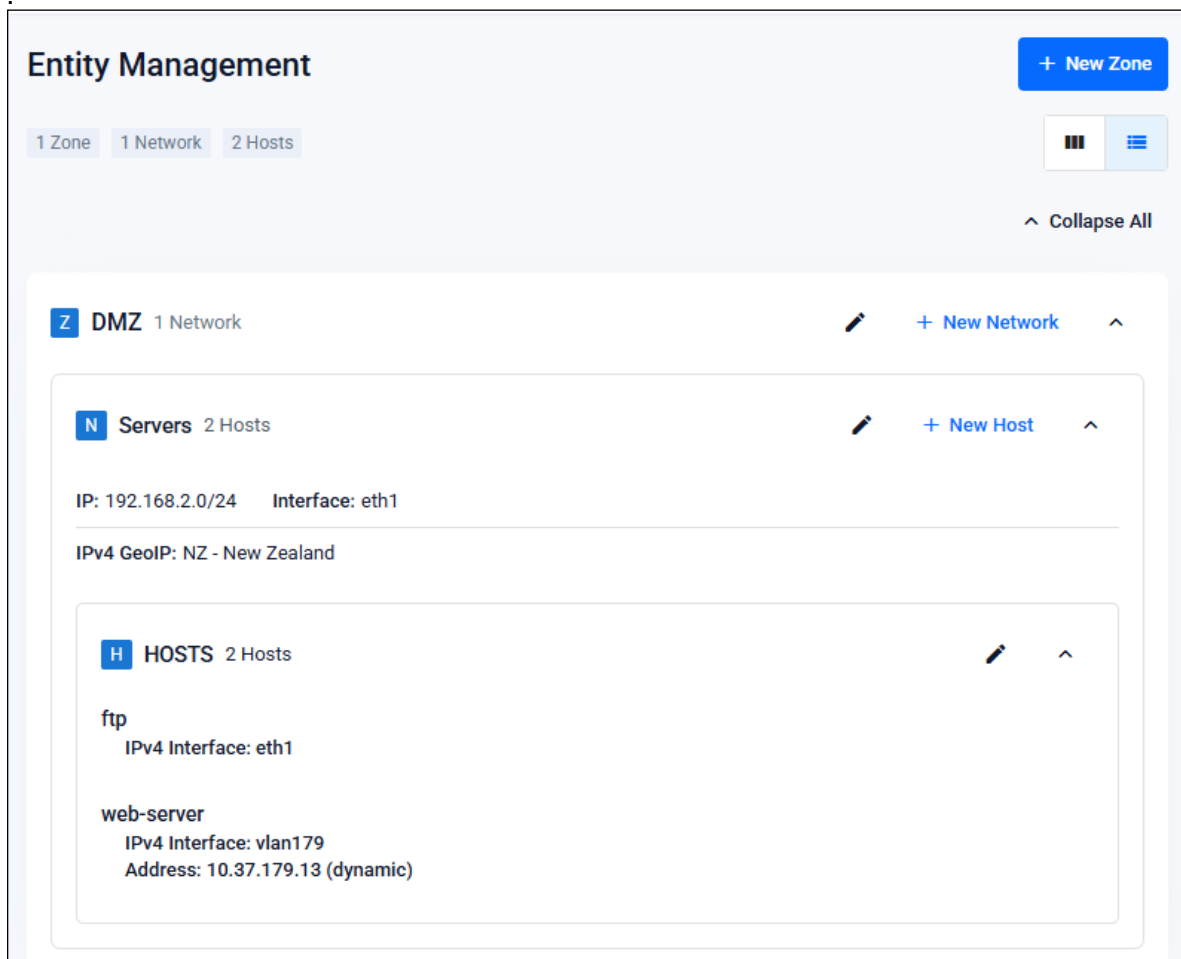 .
Entity Management
+ New Zone
1 Zone 1 Network 2 Hosts
Collapse All
Z DMZ 1 Network
+ New Network
N Servers 2 Hosts
+ New Host
IP: 192.168.2.0/24 Interface: eth1
IPv4 GeoIP: NZ - New Zealand
H HOSTS 2 Hosts
ftp
IPv4 Interface: eth1
web-server
IPv4 Interface: vlan179
Address: 10.37.179.13 (dynamic)